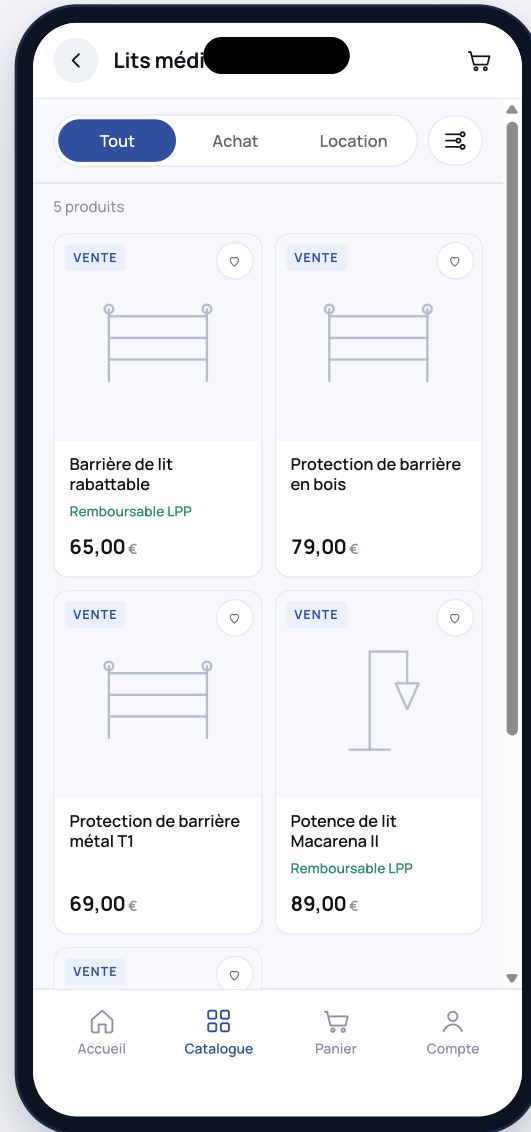 Lits médi
Tout Achat Location
5 produits
VENTE VENTE
Barrière de lit
rabattable
Remboursable LPP
65,00 €
Protection de barrière
en bois
79,00 €
VENTE VENTE
Protection de barrière
métal T1
69,00 €
Potence de lit
Macarena II
Remboursable LPP
89,00 €
VENTE
Accueil Catalogue Panier Compte